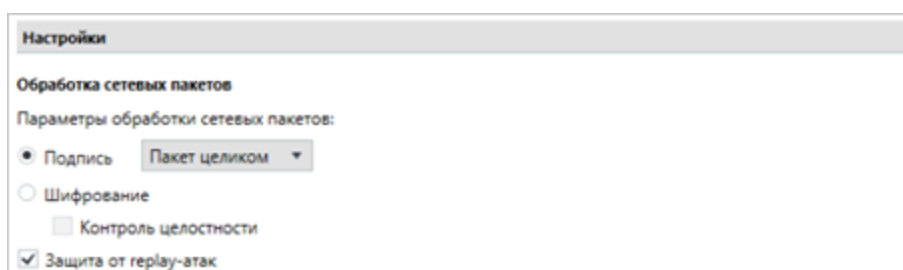 Настройки
Обработка сетевых пакетов
Параметры обработки сетевых пакетов:
Подпись Пакет целиком
Шифрование
Контроль целостности
Защита от replay-атак